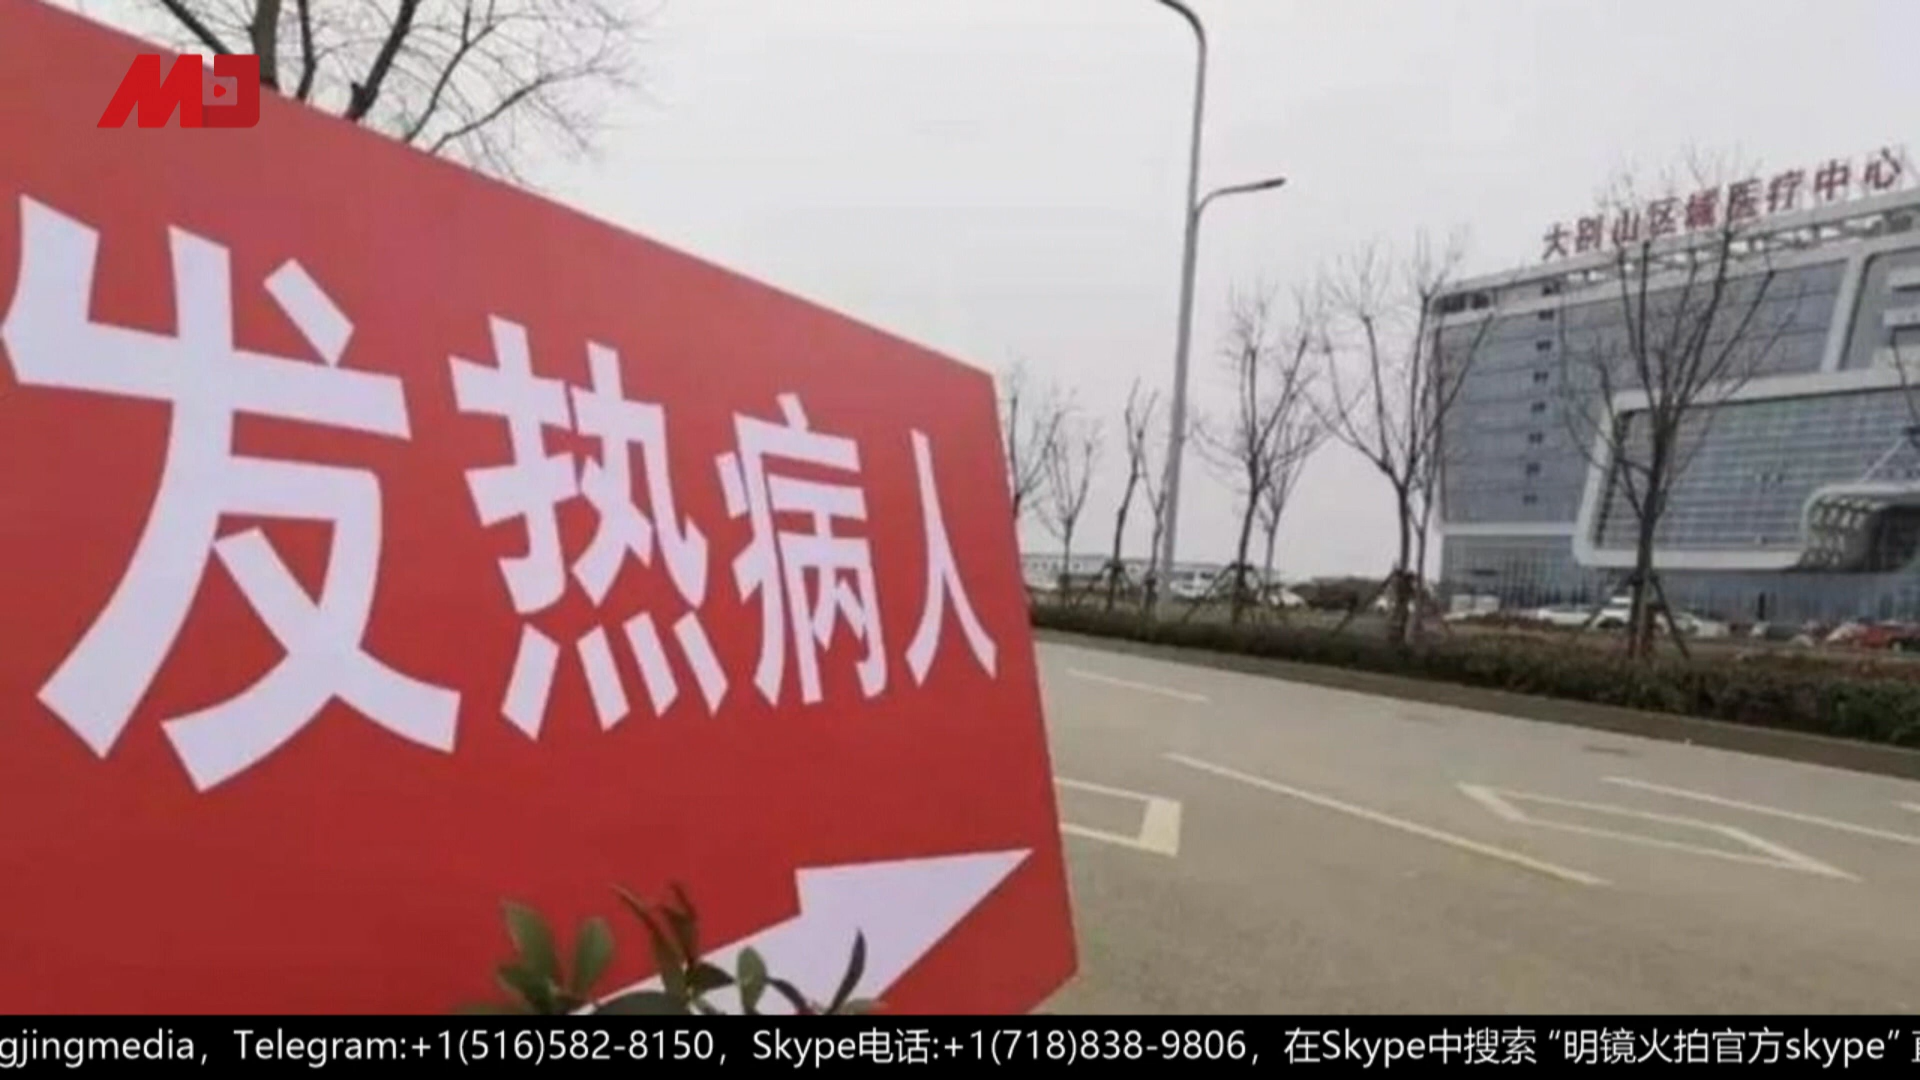 大别山区域医疗中心
发热病人
gjingmedia，Telegram:+1(516)582-8150，Skype电话:+1(718)838-9806，在Skype中搜索 “明镜火拍官方skype”